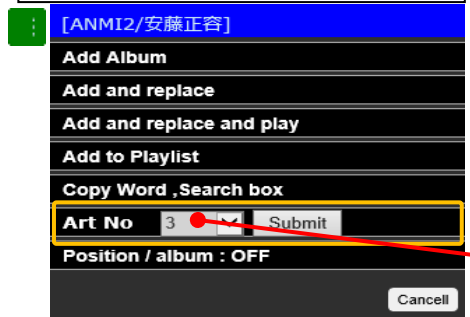 [ANMI2/安藤正容]
Add Album
Add and replace
Add and replace and play
Add to Playlist
Copy Word ,Search box
Art No 3 Submit
Position / album : OFF
Cancell